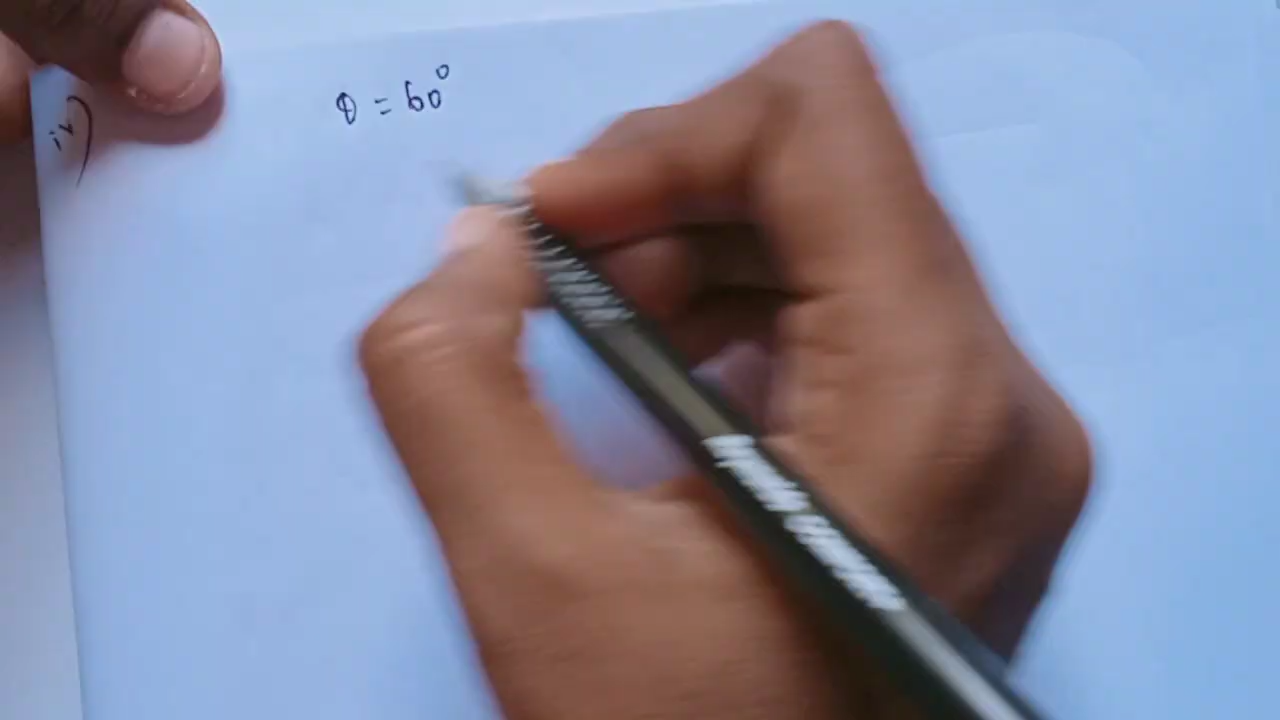 iv)
θ = 60°